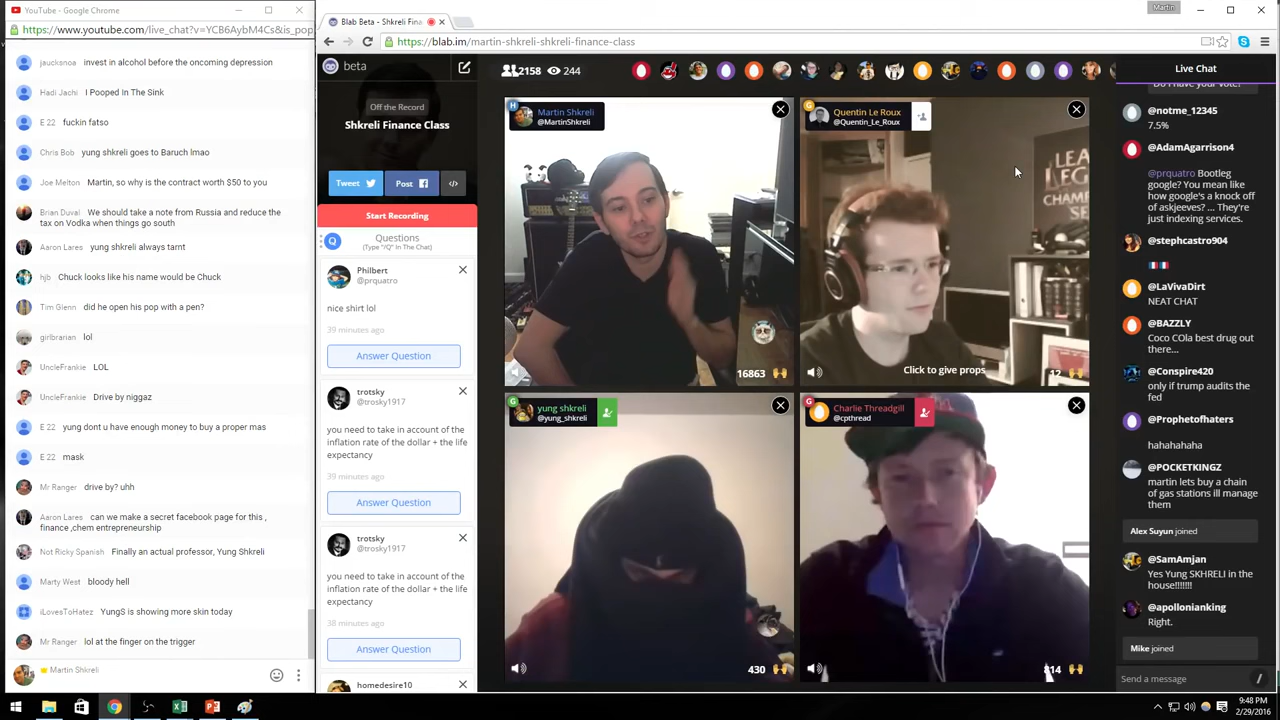 YouTube - Google Chrome
https://www.youtube.com/live_chat?v=YCB6AybM4Cs&is_pop
jaucksnoa invest in alcohol before the oncoming depression
Hadi Jachi I Pooped In The Sink
E 22 fuckin fatso
Chris Bob yung shkreli goes to Baruch lmao
Joe Melton Martin, so why is the contract worth $50 to you
Brian Duval We should take a note from Russia and reduce the
tax on Vodka when things go south
Aaron Lares yung shkreli always tarnt
hjb Chuck looks like his name would be Chuck
Tim Glenn did he open his pop with a pen?
girlbrarian lol
UncleFrankie LOL
UncleFrankie Drive by niggaz
E 22 yung dont u have enough money to buy a proper mas
E 22 mask
Mr Ranger drive by? uhh
Aaron Lares can we make a secret facebook page for this ,
finance ,chem entrepreneurship
Not Ricky Spanish Finally an actual professor, Yung Shkreli
Marty West bloody hell
iLovesToHatez YungS is showing more skin today
Mr Ranger lol at the finger on the trigger
Martin Shkreli
Blab Beta - Shkreli Fina
Martin
https://blab.im/martin-shkreli-shkreli-finance-class
beta
Off the Record
Shkreli Finance Class
Tweet
Post
</>
Start Recording
Q
Questions
(Type "/Q" In The Chat)
Philbert
@prquatro
nice shirt lol
39 minutes ago
Answer Question
trotsky
@trosky1917
you need to take in account of the
inflation rate of the dollar + the life
expectancy
39 minutes ago
Answer Question
trotsky
@trosky1917
you need to take in account of the
inflation rate of the dollar + the life
expectancy
38 minutes ago
Answer Question
homedesire10
2158 244
H
Martin Shkreli
@MartinShkreli
16863
G
Quentin Le Roux
@Quentin_Le_Roux
Click to give props
12
G
yung shkreli
@yung_shkreli
430
G
Charlie Threadgill
@cpthread
Live Chat
Do I have your vote?
@notme_12345
7.5%
@AdamAgarrison4
@prquatro Bootleg
google? You mean like
how google's a knock off
of askjeeves? ... They're
just indexing services.
@stephcastro904
@LaVivaDirt
NEAT CHAT
@BAZZLY
Coco COla best drug out
there...
@Conspire420
only if trump audits the
fed
@Prophetofhaters
hahahahaha
@POCKETKINGZ
martin lets buy a chain
of gas stations ill manage
them
Alex Suyun joined
@SamAmjan
Yes Yung SKHRELI in the
house!!!!!!!
@apollonianking
Right.
Mike joined
Send a message
/
9:48 PM
2/29/2016